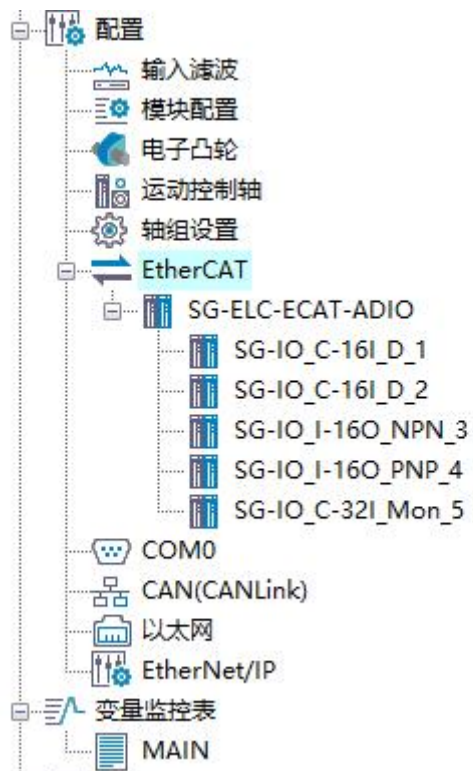 配置
输入滤波
模块配置
电子凸轮
运动控制轴
轴组设置
EtherCAT
SG-ELC-ECAT-ADIO
SG-IO_C-16I_D_1
SG-IO_C-16I_D_2
SG-IO_I-16O_NPN_3
SG-IO_I-16O_PNP_4
SG-IO_C-32I_Mon_5
COM0
CAN(CANLink)
以太网
EtherNet/IP
变量监控表
MAIN